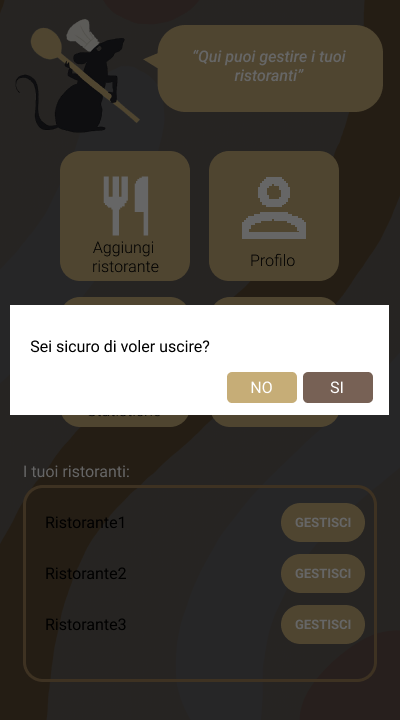 “Qui puoi gestire i tuoi
ristoranti”
Aggiungi
ristorante
Profilo
Sei sicuro di voler uscire?
NO
SI
I tuoi ristoranti:
Ristorante1
GESTISCI
Ristorante2
GESTISCI
Ristorante3
GESTISCI